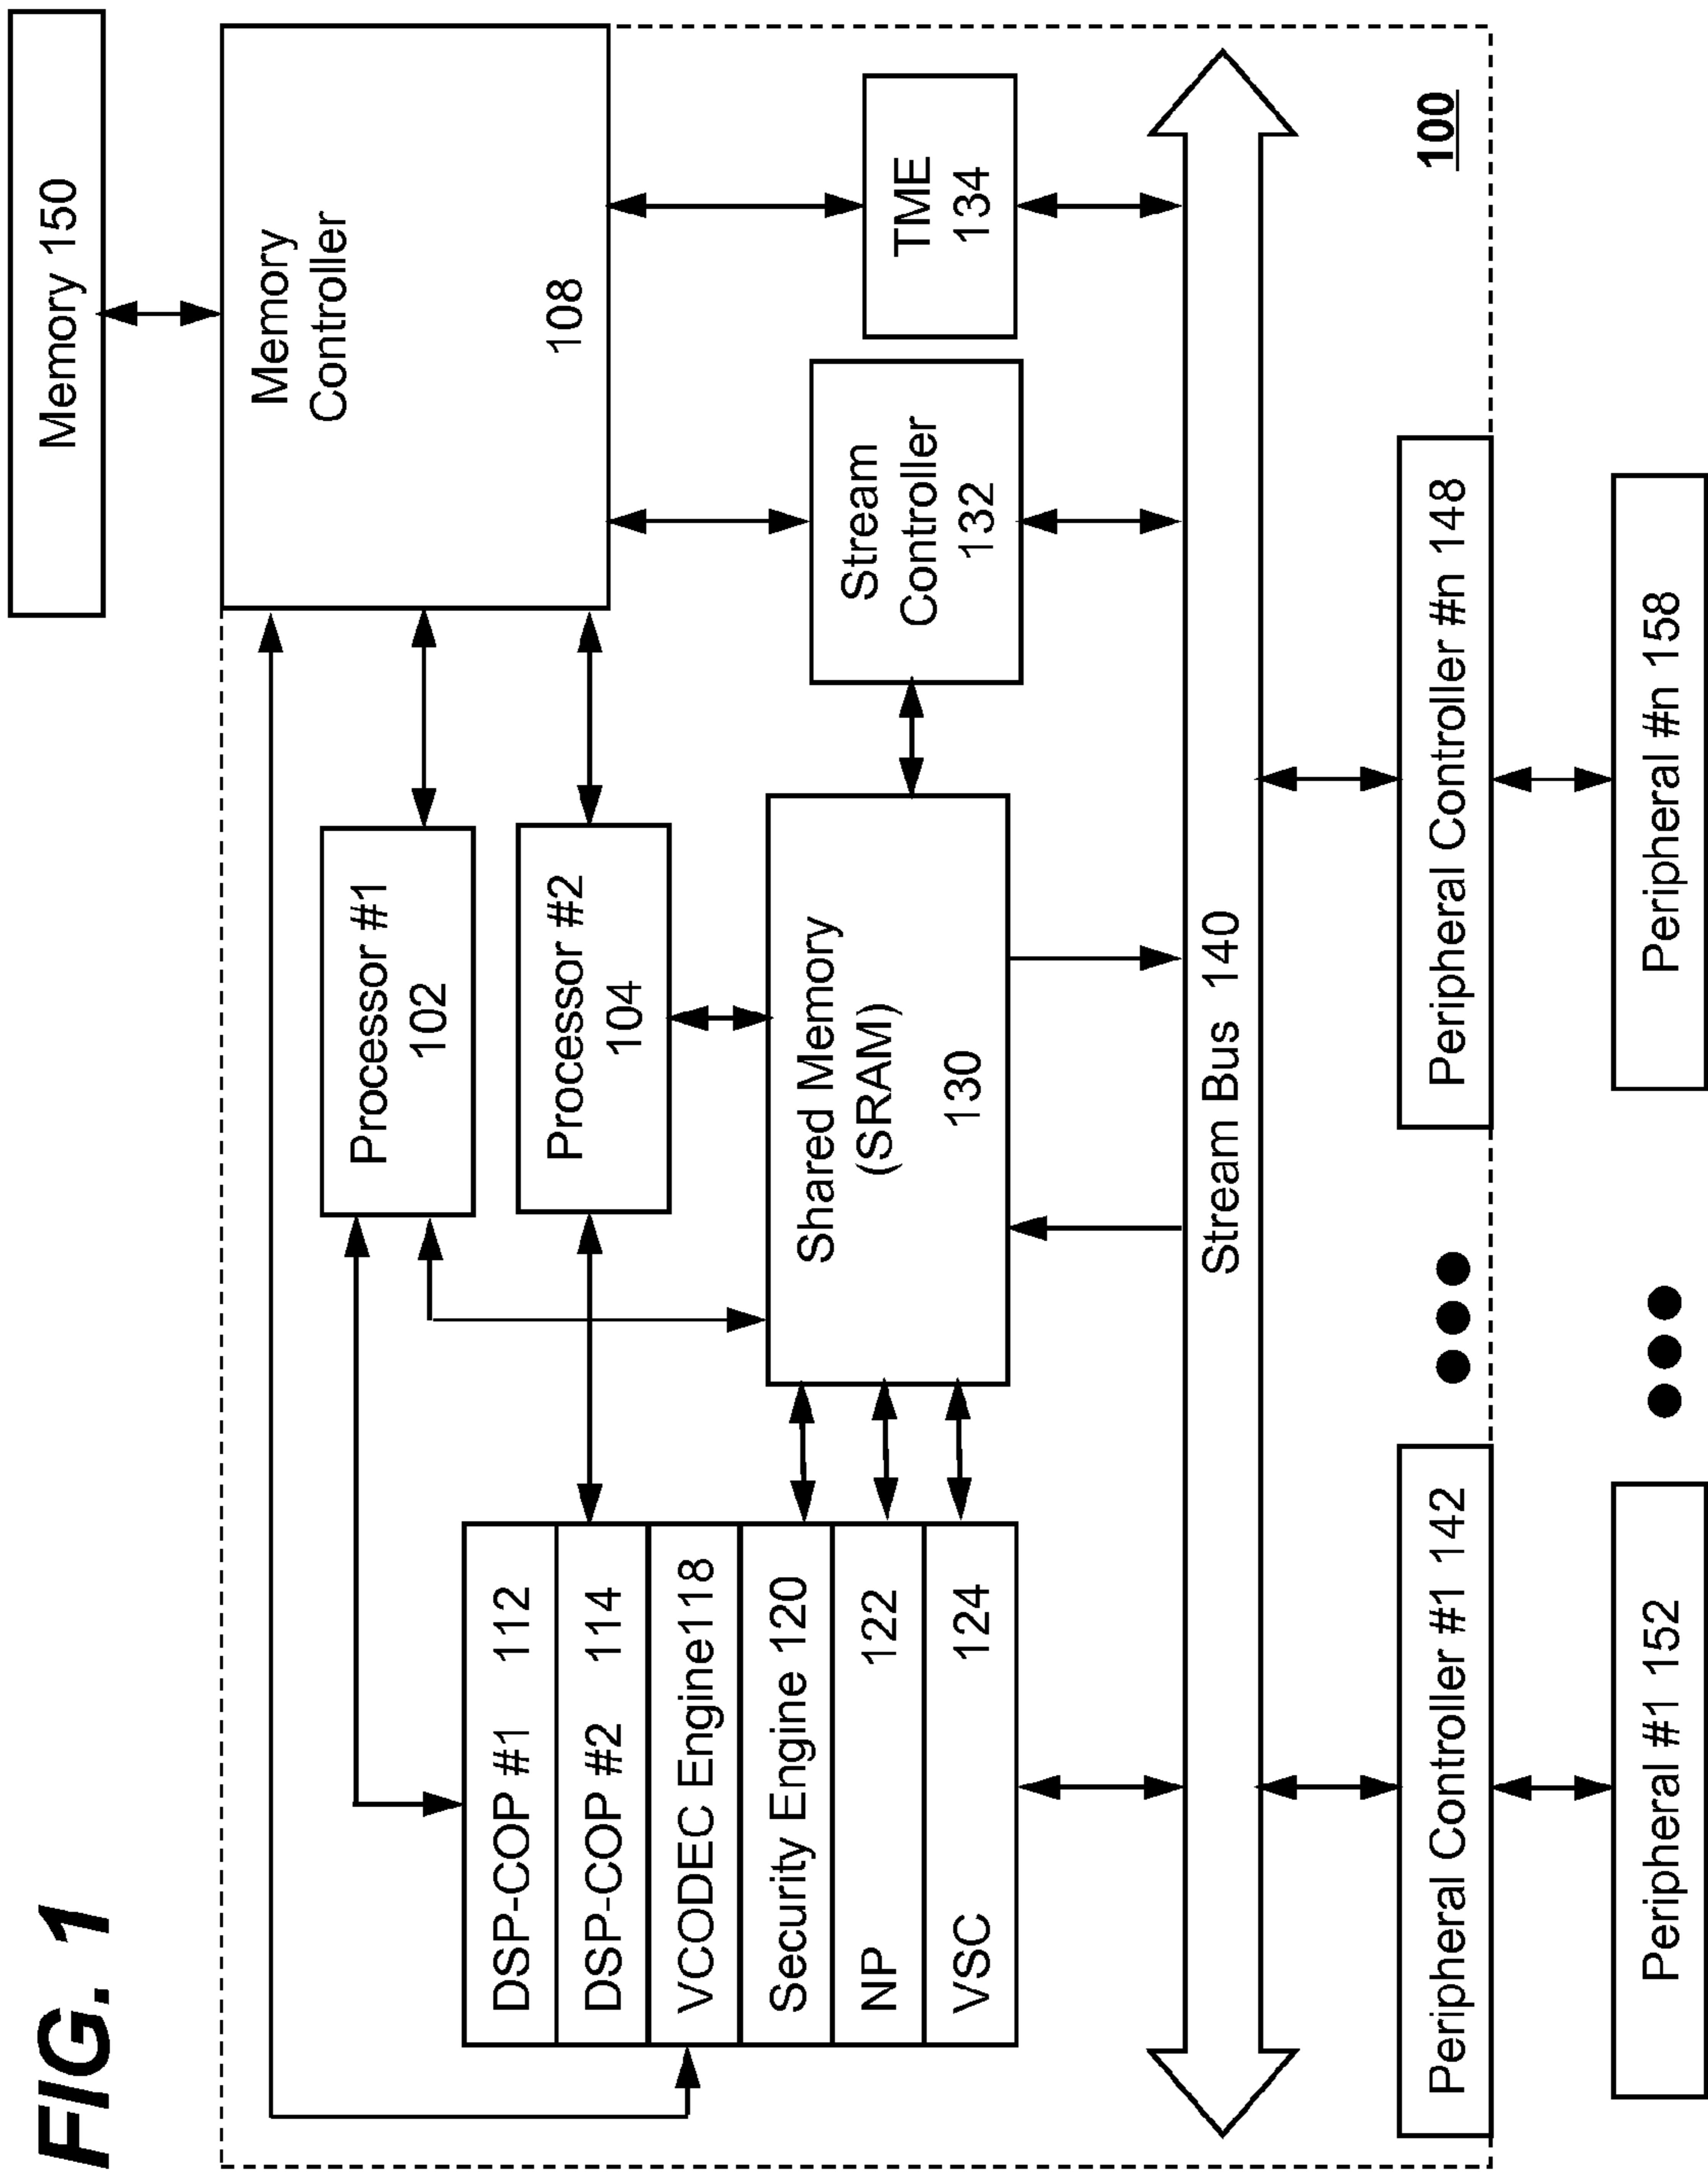 FIG. 1
Memory 150
Memory
Controller
108
Processor #1
102
Processor #2
104
DSP-COP #1 112
DSP-COP #2 114
VCODEC Engine118
Security Engine 120
NP 122
VSC 124
Shared Memory
(SRAM)
130
Stream
Controller
132
TME
134
Stream Bus 140
100
Peripheral Controller #1 142
Peripheral Controller #n 148
Peripheral #1 152
Peripheral #n 158